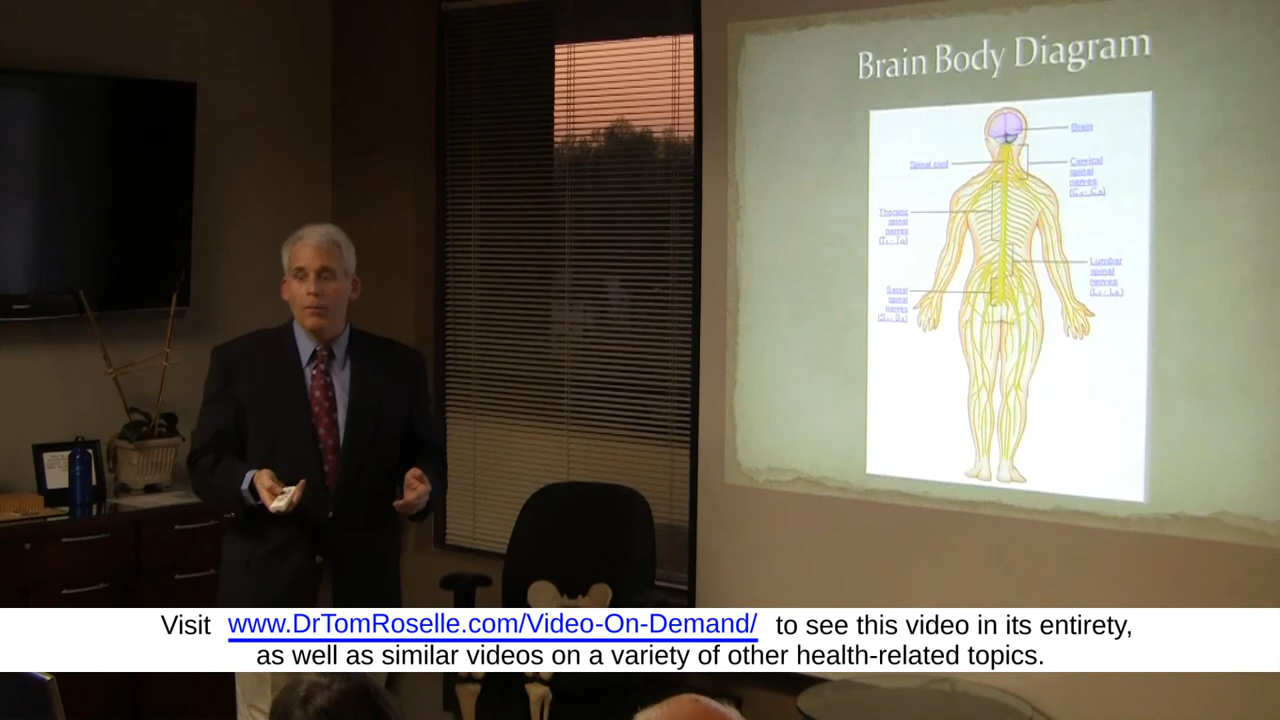 Brain Body Diagram
Brain
Spinal cord
Cervical
spinal
nerves
Thoracic
spinal
nerves
Lumbar
spinal
nerves
Sacral
spinal
nerves
Visit www.DrTomRoselle.com/Video-On-Demand/ to see this video in its entirety,
as well as similar videos on a variety of other health-related topics.